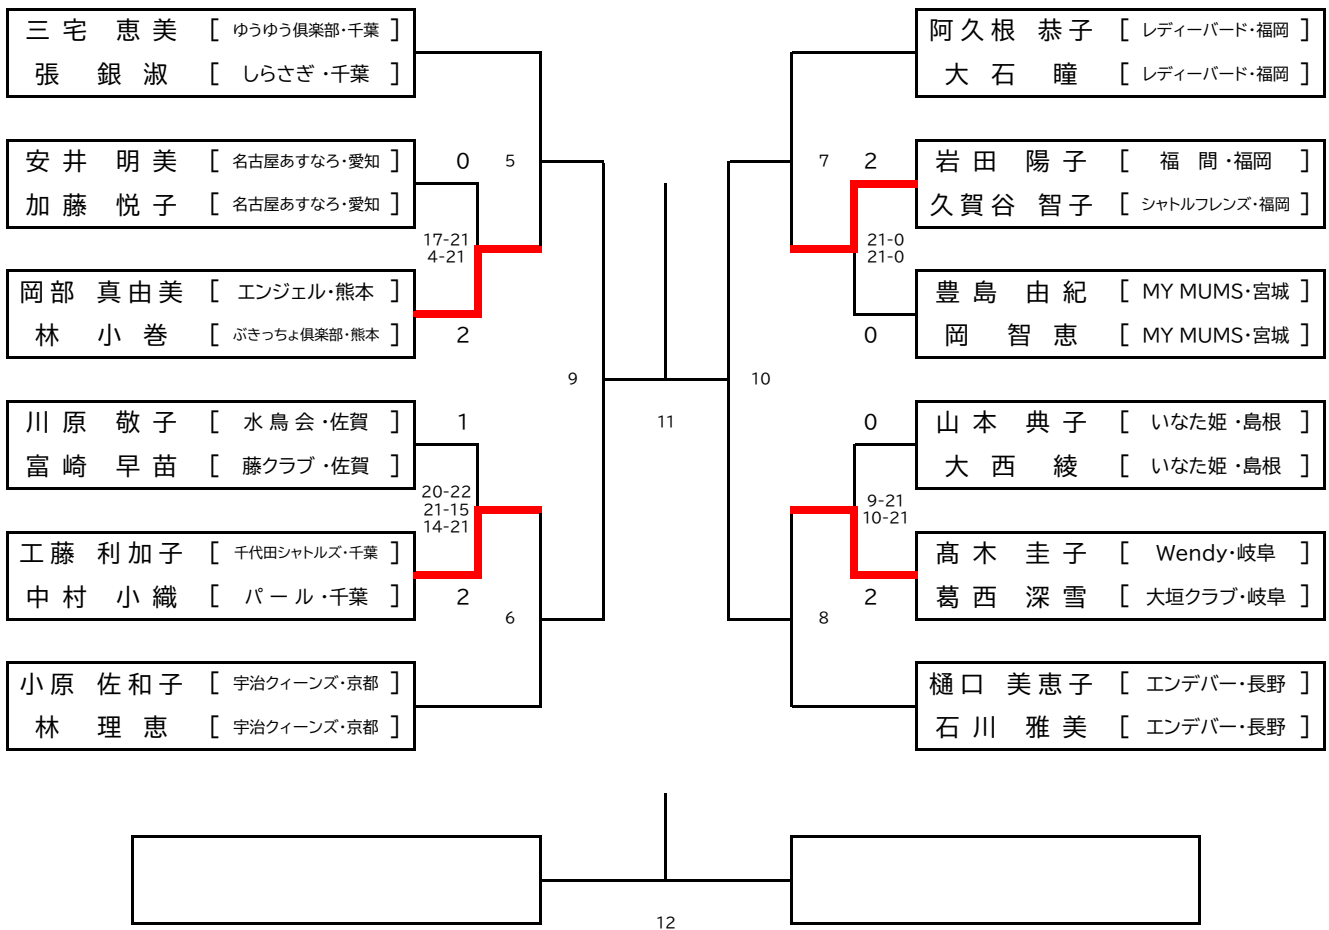 三宅 恵美 [ ゆうゆう倶楽部・千葉 ]
張 銀淑 [ しらさぎ ・千葉 ]
安井 明美 [ 名古屋あすなろ・愛知 ]
加藤 悦子 [ 名古屋あすなろ・愛知 ]
岡部 真由美 [ エンジェル・熊本 ]
林 小巻 [ ぶきっちょ倶楽部・熊本 ]
川原 敬子 [ 水鳥会・佐賀 ]
富崎 早苗 [ 藤クラブ ・佐賀 ]
工藤 利加子 [ 千代田シャトルズ・千葉 ]
中村 小織 [ パール ・千葉 ]
小原 佐和子 [ 宇治クィーンズ・京都 ]
林 理恵 [ 宇治クィーンズ・京都 ]
0
5
17-21
4-21
2
9
1
20-22
21-15
14-21
2
6
11
7
2
21-0
21-0
0
10
0
9-21
10-21
2
8
阿久根 恭子 [ レディーバード・福岡 ]
大石 瞳 [ レディーバード・福岡 ]
岩田 陽子 [ 福 間・福岡 ]
久賀谷 智子 [ シャトルフレンズ・福岡 ]
豊島 由紀 [ MY MUMS・宮城 ]
岡 智恵 [ MY MUMS・宮城 ]
山本 典子 [ いなた姫 ・島根 ]
大西 綾 [ いなた姫 ・島根 ]
髙木 圭子 [ Wendy・岐阜 ]
葛西 深雪 [ 大垣クラブ・岐阜 ]
樋口 美恵子 [ エンデバー・長野 ]
石川 雅美 [ エンデバー・長野 ]
12